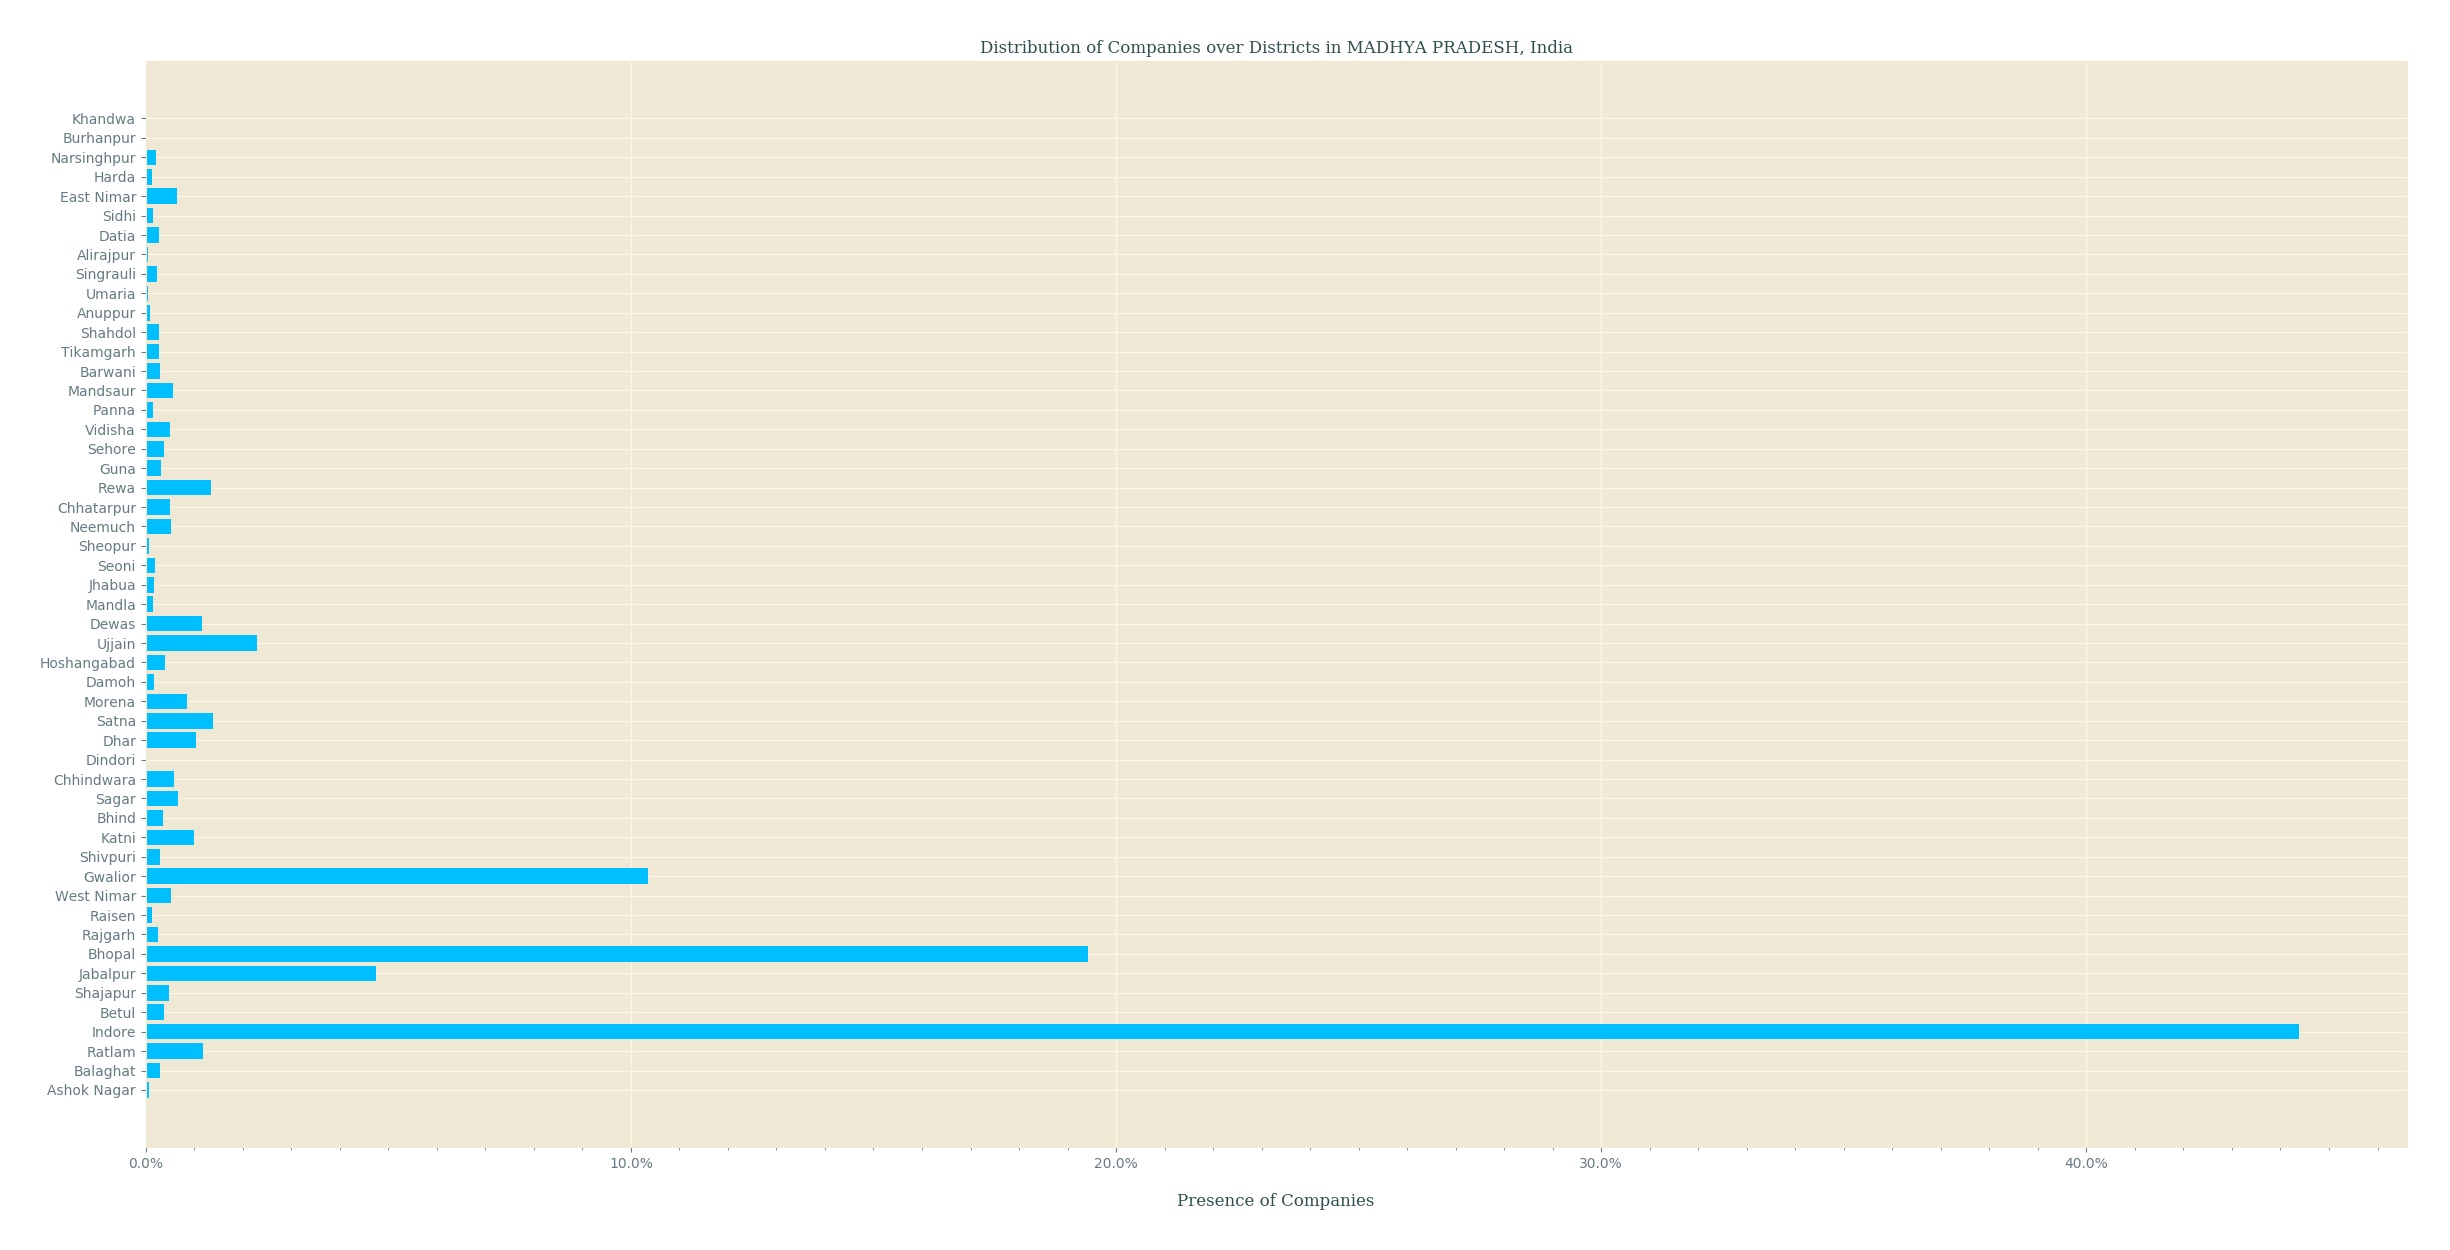 Distribution of Companies over Districts in MADHYA PRADESH, India
Khandwa
Burhanpur
Narsinghpur
Harda
East Nimar
Sidhi
Datia
Alirajpur
Singrauli
Umaria
Anuppur
Shahdol
Tikamgarh
Barwani
Mandsaur
Panna
Vidisha
Sehore
Guna
Rewa
Chhatarpur
Neemuch
Sheopur
Seoni
Jhabua
Mandla
Dewas
Ujjain
Hoshangabad
Damoh
Morena
Satna
Dhar
Dindori
Chhindwara
Sagar
Bhind
Katni
Shivpuri
Gwalior
West Nimar
Raisen
Rajgarh
Bhopal
Jabalpur
Shajapur
Betul
Indore
Ratlam
Balaghat
Ashok Nagar
0.0% 10.0% 20.0% 30.0% 40.0%
Presence of Companies